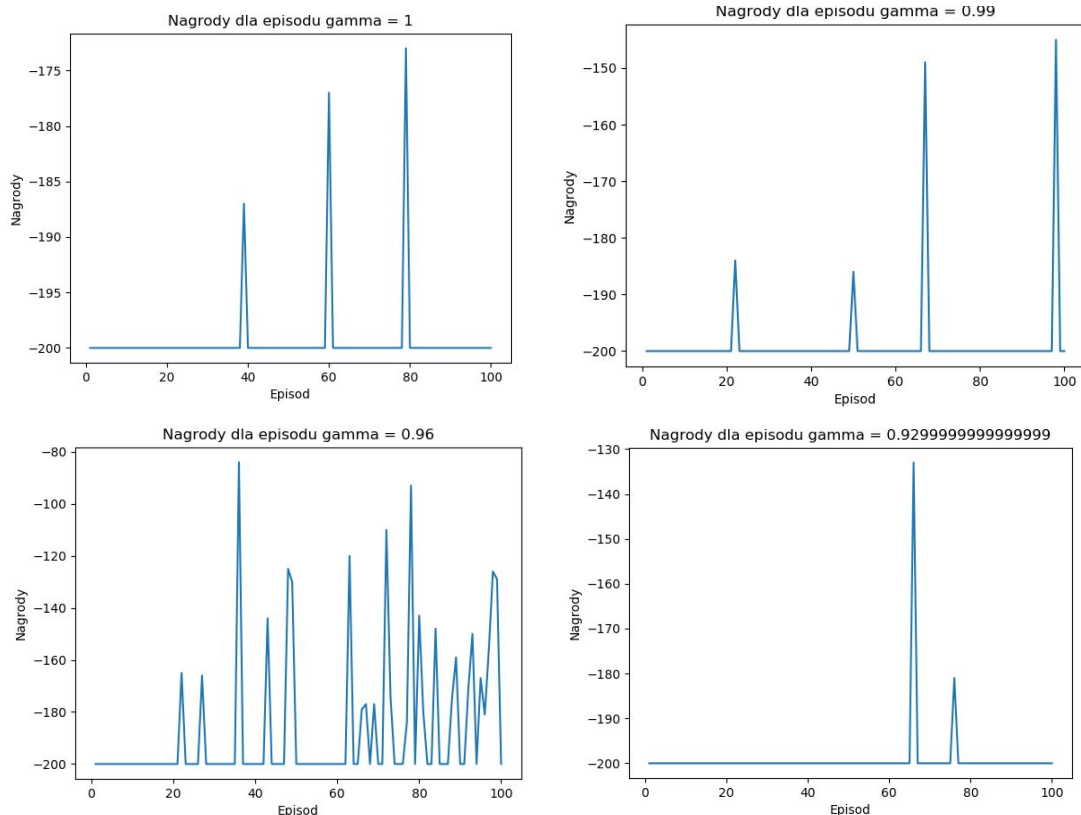 Nagrody dla episodu gamma = 1
−175
−180
−185
−190
−195
−200
Nagrody
0 20 40 60 80 100
Episod
Nagrody dla episodu gamma = 0.99
−150
−160
−170
−180
−190
−200
Nagrody
0 20 40 60 80 100
Episod
Nagrody dla episodu gamma = 0.96
−80
−100
−120
−140
−160
−180
−200
Nagrody
0 20 40 60 80 100
Episod
Nagrody dla episodu gamma = 0.9299999999999999
−130
−140
−150
−160
−170
−180
−190
−200
Nagrody
0 20 40 60 80 100
Episod